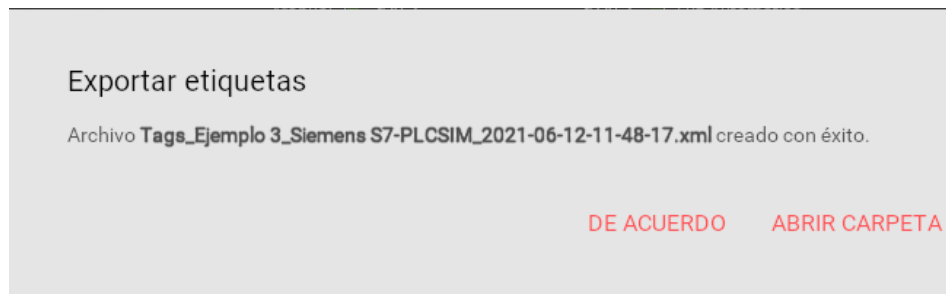 Exportar etiquetas
Archivo Tags_Ejemplo 3_Siemens S7-PLCSIM_2021-06-12-11-48-17.xml creado con éxito.
DE ACUERDO ABRIR CARPETA